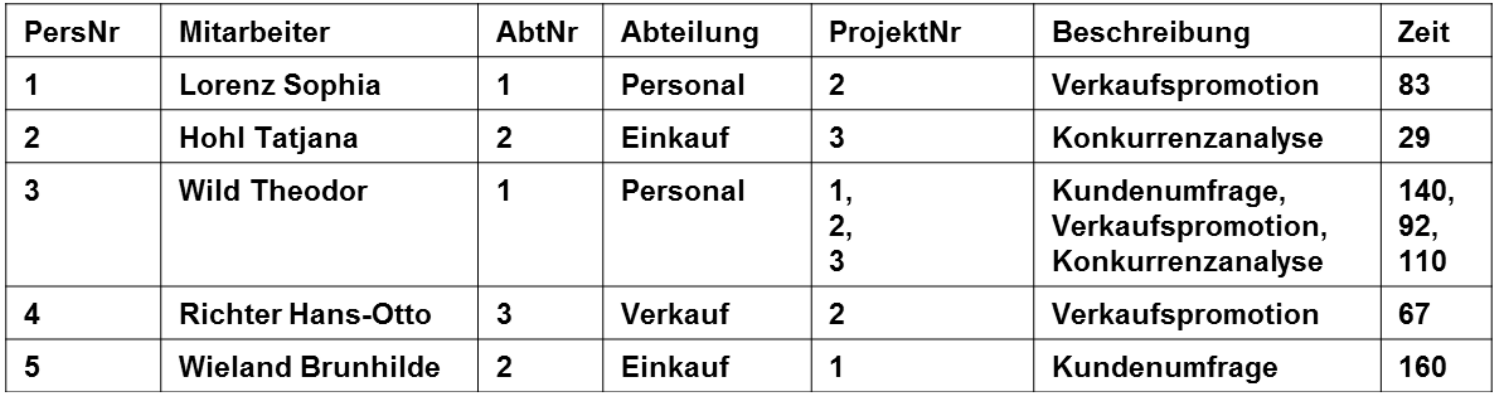 PersNr Mitarbeiter AbtNr Abteilung ProjektNr Beschreibung Zeit
1 Lorenz Sophia 1 Personal 2 Verkaufspromotion 83
2 Hohl Tatjana 2 Einkauf 3 Konkurrenzanalyse 29
3 Wild Theodor 1 Personal 1, Kundenumfrage, 140,
2, Verkaufspromotion, 92,
3 Konkurrenzanalyse 110
4 Richter Hans-Otto 3 Verkauf 2 Verkaufspromotion 67
5 Wieland Brunhilde 2 Einkauf 1 Kundenumfrage 160